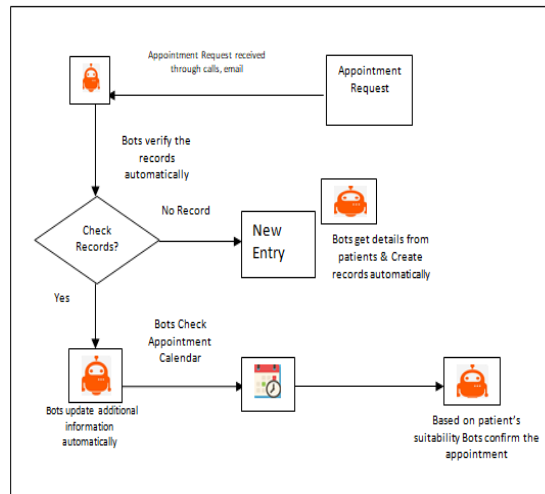 Appointment Request received
through calls, email
Appointment
Request
Bots verify the
records
automatically
No Record
Check
Records?
New
Entry
Bots get details from
patients & Create
records automatically
Yes
Bots Check
Appointment
Calendar
Bots update additional
information
automatically
Based on patient's
suitability Bots confirm the
appointment